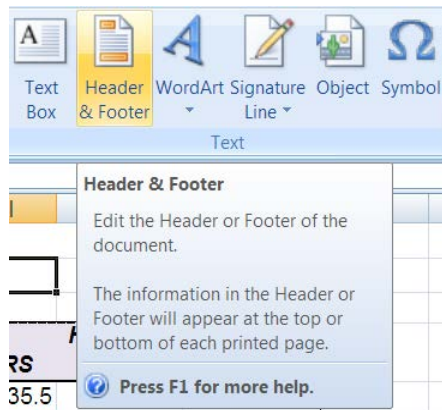 A
A
Ω
Text Header WordArt Signature Object Symbol
Box & Footer Line
Text
Header & Footer
Edit the Header or Footer of the
document.
The information in the Header or
Footer will appear at the top or
bottom of each printed page.
RS
35.5
Press F1 for more help.